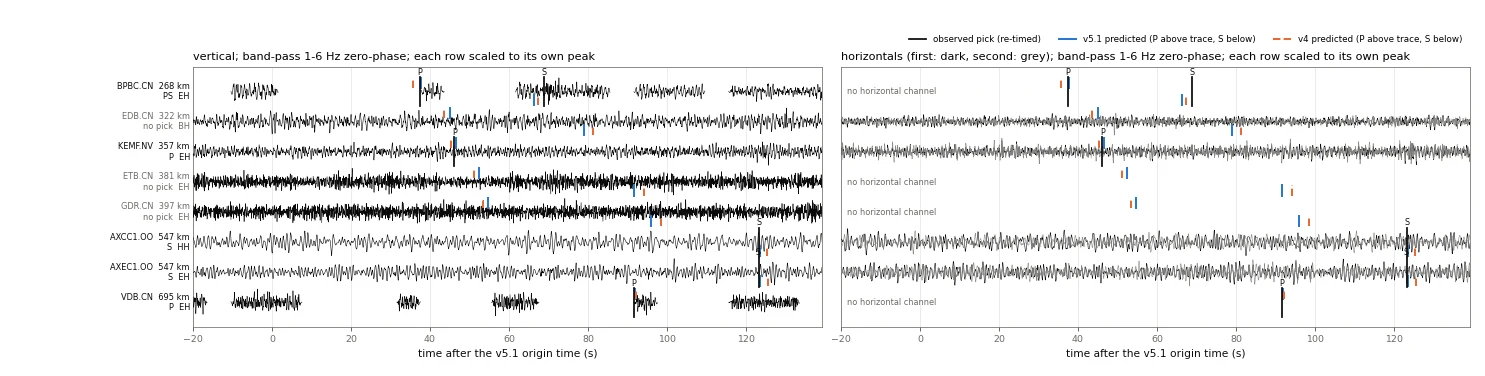 observed pick (re-timed) v5.1 predicted (P above trace, S below) v4 predicted (P above trace, S below)
vertical; band-pass 1-6 Hz zero-phase; each row scaled to its own peak
horizontals (first: dark, second: grey); band-pass 1-6 Hz zero-phase; each row scaled to its own peak
P S
P S
BPBC.CN 268 km
PS EH
no horizontal channel
EDB.CN 322 km
no pick BH
P
P
KEMF.NV 357 km
P EH
ETB.CN 381 km
no pick EH
no horizontal channel
GDR.CN 397 km
no pick EH
no horizontal channel
S
S
AXCC1.OO 547 km
S HH
AXEC1.OO 547 km
S EH
S
S
P
P
VDB.CN 695 km
P EH
no horizontal channel
−20 0 20 40 60 80 100 120
−20 0 20 40 60 80 100 120
time after the v5.1 origin time (s)
time after the v5.1 origin time (s)